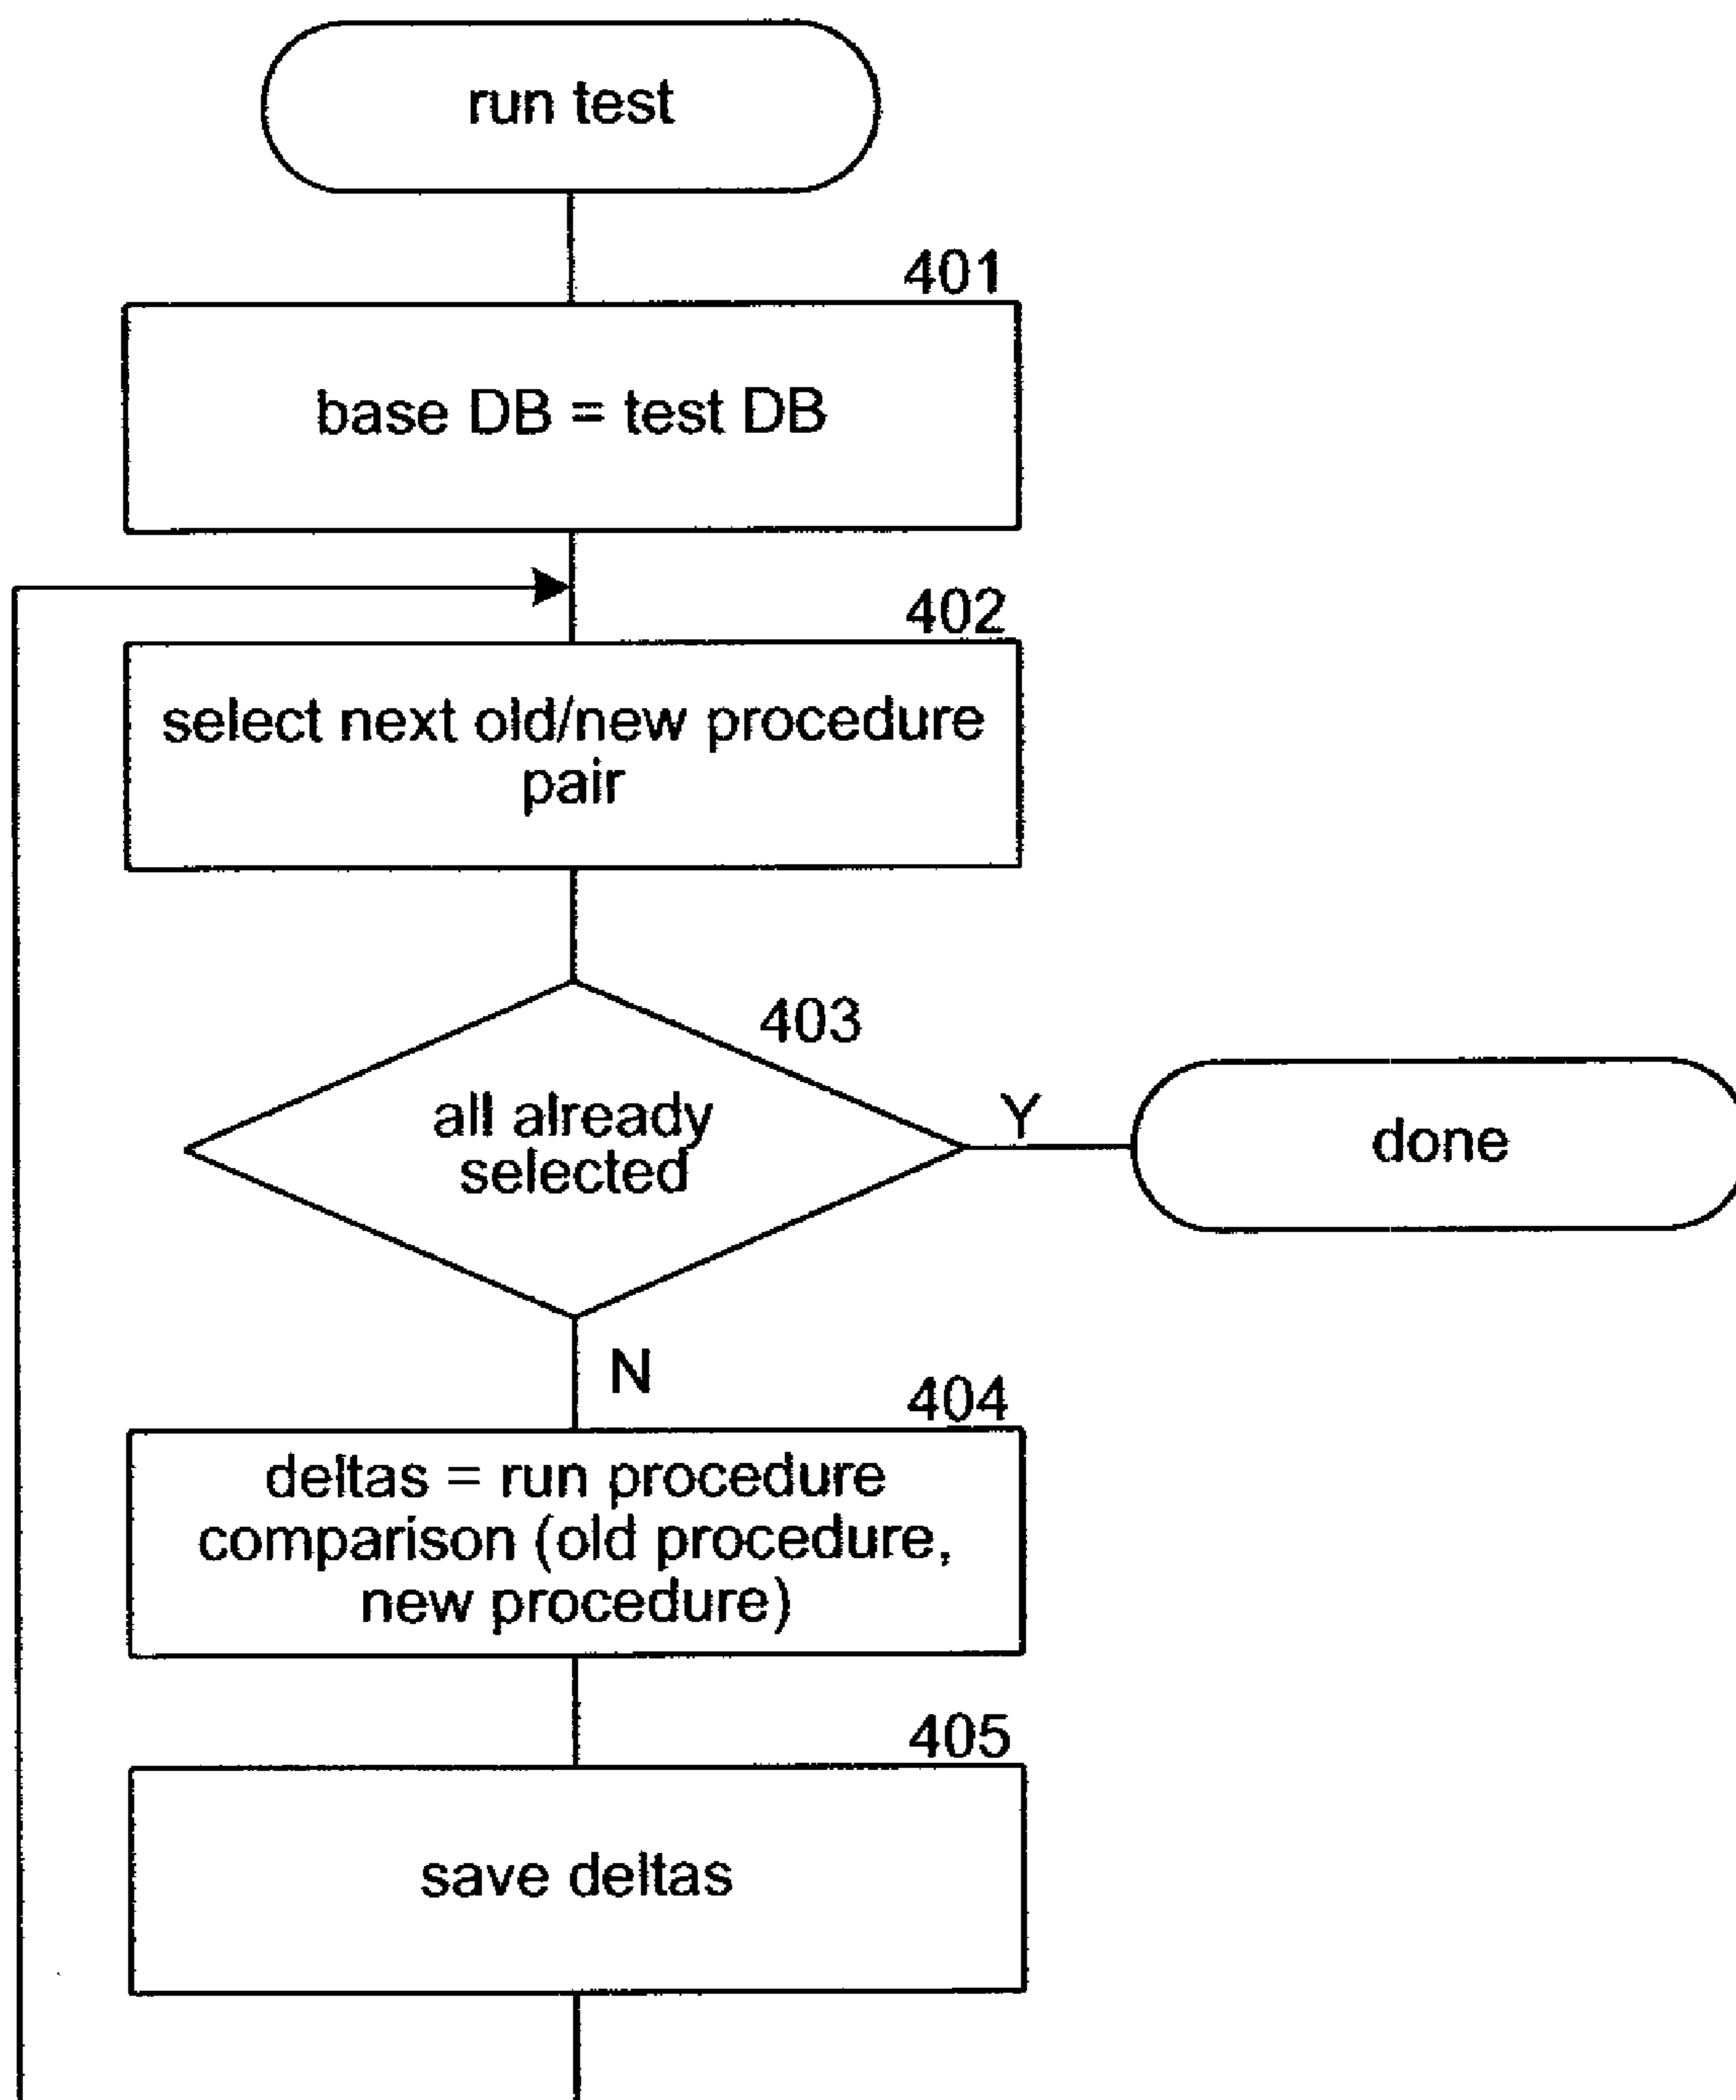 run test
401
base DB = test DB
402
select next old/new procedure
pair
403
all already
selected
Y
done
N
404
deltas = run procedure
comparison (old procedure,
new procedure)
405
save deltas